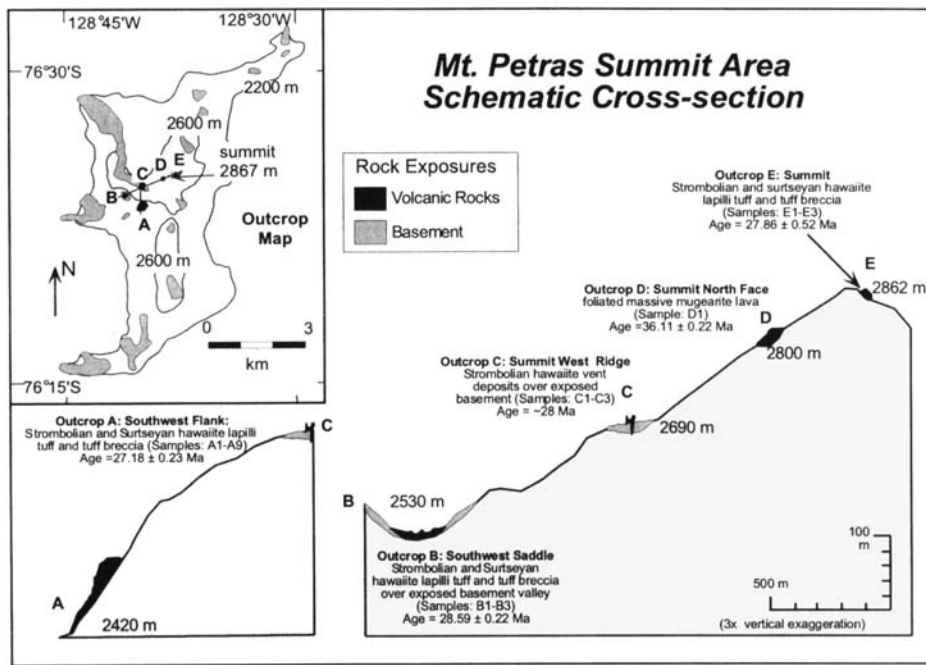 128°45'W
128°30'W
76°30'S
2200 m
2600 m
summit
2867 m
C
D
E
B
A
Outcrop
Map
2600 m
N
0
3
km
76°15'S
Mt. Petras Summit Area
Schematic Cross-section
Rock Exposures
Volcanic Rocks
Basement
Outcrop E: Summit
Strombolian and surtseyan hawaiite
lapilli tuff and tuff breccia
(Samples: E1-E3)
Age = 27.86 ± 0.52 Ma
E
2862 m
Outcrop D: Summit North Face
foliated massive mugearite lava
(Sample: D1)
Age =36.11 ± 0.22 Ma
D
2800 m
Outcrop C: Summit West Ridge
Strombolian hawaiite vent
deposits over exposed
basement (Samples: C1-C3)
Age = ~28 Ma
C
2690 m
Outcrop A: Southwest Flank:
Strombolian and Surtseyan hawaiite lapilli
tuff and tuff breccia (Samples: A1-A9)
Age =27.18 ± 0.23 Ma
C
A
2420 m
B
2530 m
Outcrop B: Southwest Saddle
Strombolian and Surtseyan
hawaiite lapilli tuff and tuff breccia
over exposed basement valley
(Samples: B1-B3)
Age = 28.59 ± 0.22 Ma
100
m
500 m
(3x vertical exaggeration)